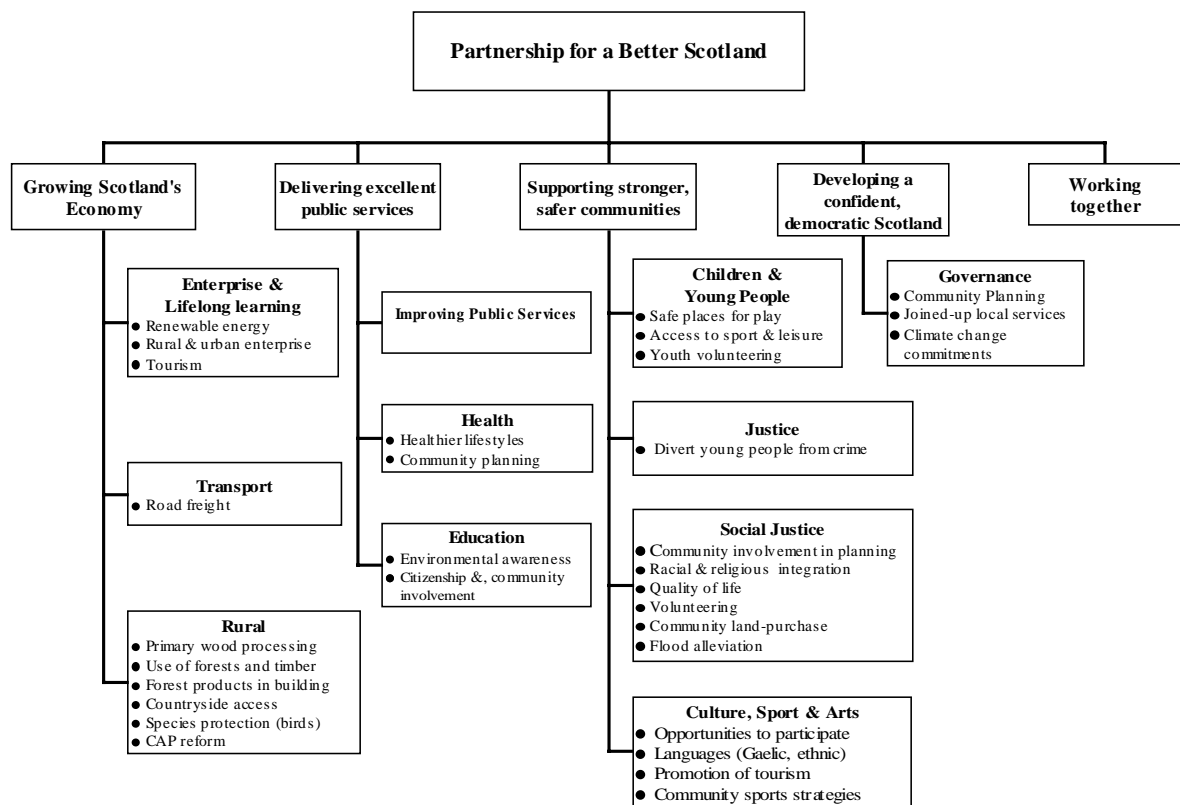 Partnership for a Better Scotland
Growing Scotland's
Economy
Delivering excellent
public services
Supporting stronger,
safer communities
Developing a
confident,
democratic Scotland
Working
together
Enterprise &
Lifelong learning
● Renewable energy
● Rural & urban enterprise
● Tourism
Transport
● Road freight
Rural
● Primary wood processing
● Use of forests and timber
● Forest products in building
● Countryside access
● Species protection (birds)
● CAP reform
Improving Public Services
Health
● Healthier lifestyles
● Community planning
Education
● Environmental awareness
● Citizenship &, community
involvement
Children &
Young People
● Safe places for play
● Access to sport & leisure
● Youth volunteering
Justice
● Divert young people from crime
Social Justice
● Community involvement in planning
● Racial & religious integration
● Quality of life
● Volunteering
● Community land-purchase
● Flood alleviation
Culture, Sport & Arts
● Opportunities to participate
● Languages (Gaelic, ethnic)
● Promotion of tourism
● Community sports strategies
Governance
● Community Planning
● Joined-up local services
● Climate change
commitments